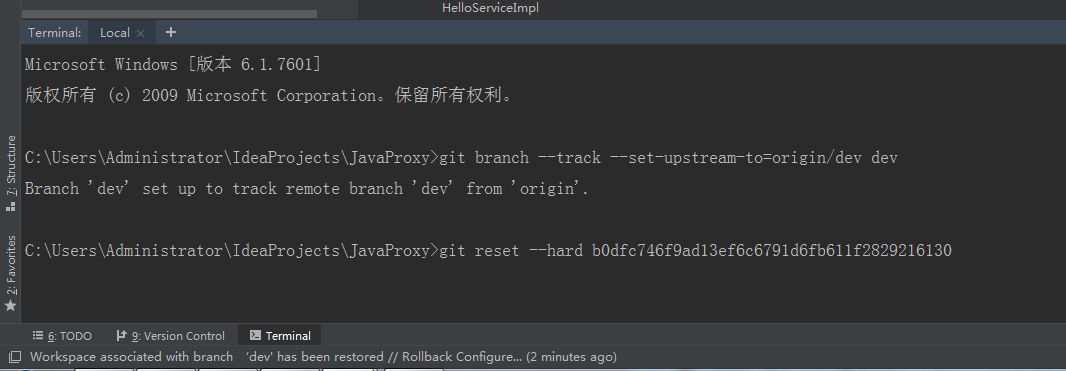 HelloServiceImpl
Terminal: Local × +
Microsoft Windows [版本 6.1.7601]
版权所有 (c) 2009 Microsoft Corporation。保留所有权利。
C:\Users\Administrator\IdeaProjects\JavaProxy>git branch --track --set-upstream-to=origin/dev dev
Branch 'dev' set up to track remote branch 'dev' from 'origin'.
C:\Users\Administrator\IdeaProjects\JavaProxy>git reset --hard b0dfc746f9ad13ef6c6791d6fb611f2829216130
7: Structure
2: Favorites
6: TODO 9: Version Control Terminal
Workspace associated with branch 'dev' has been restored // Rollback Configure... (2 minutes ago)